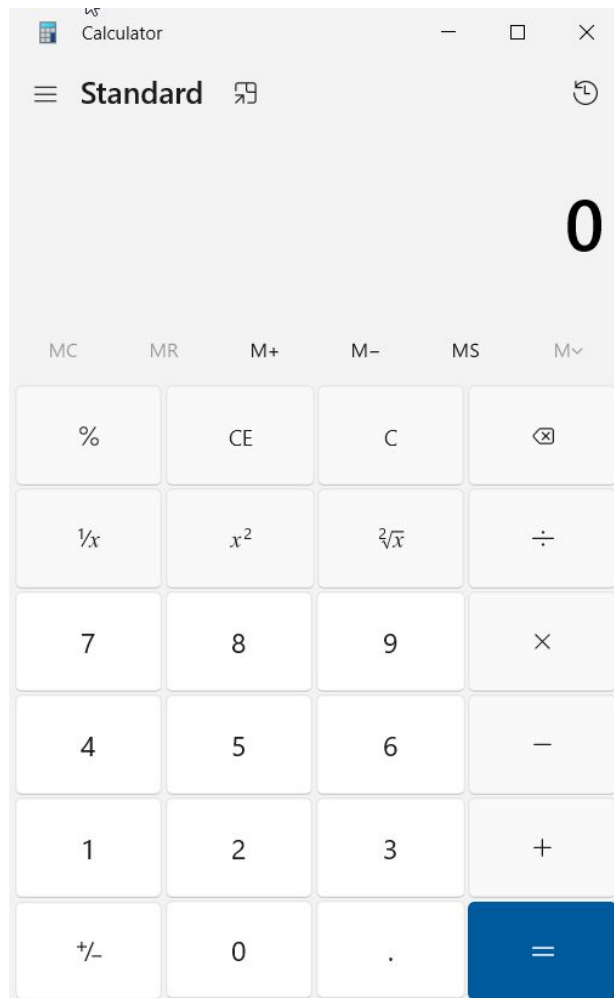 Calculator
Standard
0
MC MR M+ M− MS M
% CE C
¹⁄x x² ²√x ÷
7 8 9 ×
4 5 6 −
1 2 3 +
+/− 0 . =